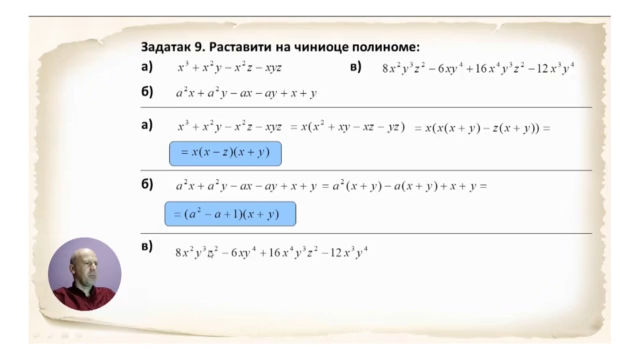 Задатак 9. Раставити на чиниоце полиноме:
а) x³ + x²y − x²z − xyz в) 8x²y³z² − 6xy⁴ + 16x⁴y³z² − 12x³y⁴
б) a²x + a²y − ax − ay + x + y
а) x³ + x²y − x²z − xyz = x(x² + xy − xz − yz) = x(x(x + y) − z(x + y)) =
= x(x − z)(x + y)
б) a²x + a²y − ax − ay + x + y = a²(x + y) − a(x + y) + x + y =
= (a² − a + 1)(x + y)
в) 8x²y³z² − 6xy⁴ + 16x⁴y³z² − 12x³y⁴